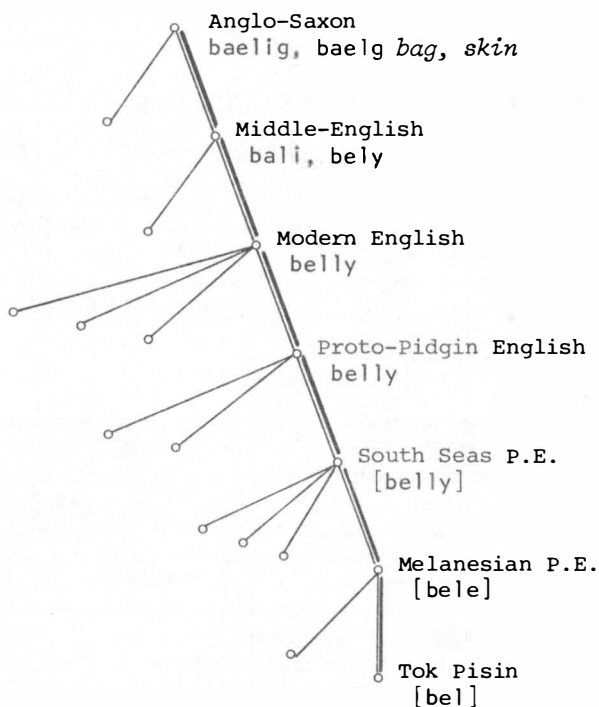 Anglo-Saxon
baelig, baelg bag, skin
Middle-English
bali, bely
Modern English
belly
Proto-Pidgin English
belly
South Seas P.E.
[belly]
Melanesian P.E.
[bele]
Tok Pisin
[bel]